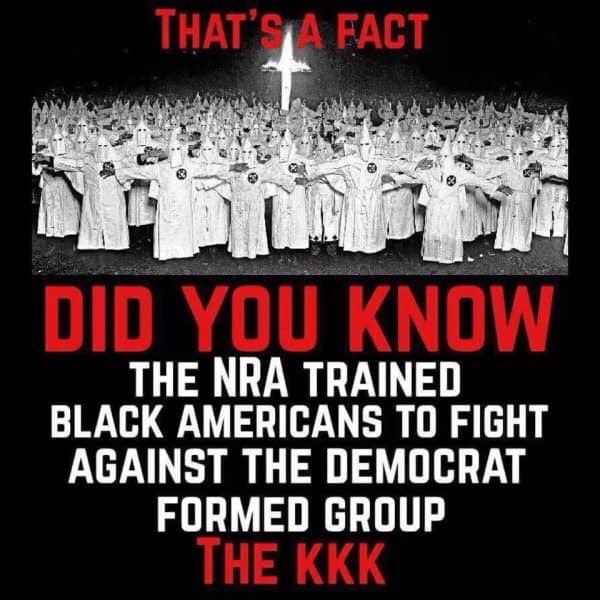 THAT'S A FACT
DID YOU KNOW
THE NRA TRAINED
BLACK AMERICANS TO FIGHT
AGAINST THE DEMOCRAT
FORMED GROUP
THE KKK